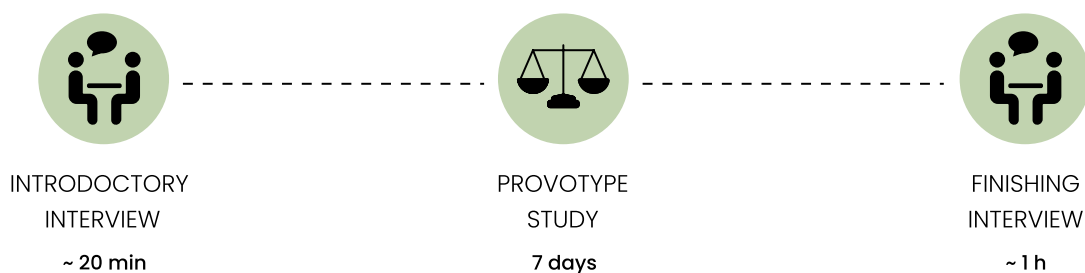 INTRODOCTORY
INTERVIEW
~ 20 min
PROVOTYPE
STUDY
7 days
FINISHING
INTERVIEW
~ 1 h